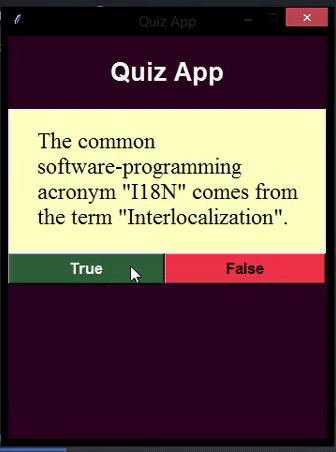 Quiz App
Quiz App
The common
software-programming
acronym "I18N" comes from
the term "Interlocalization".
True
False